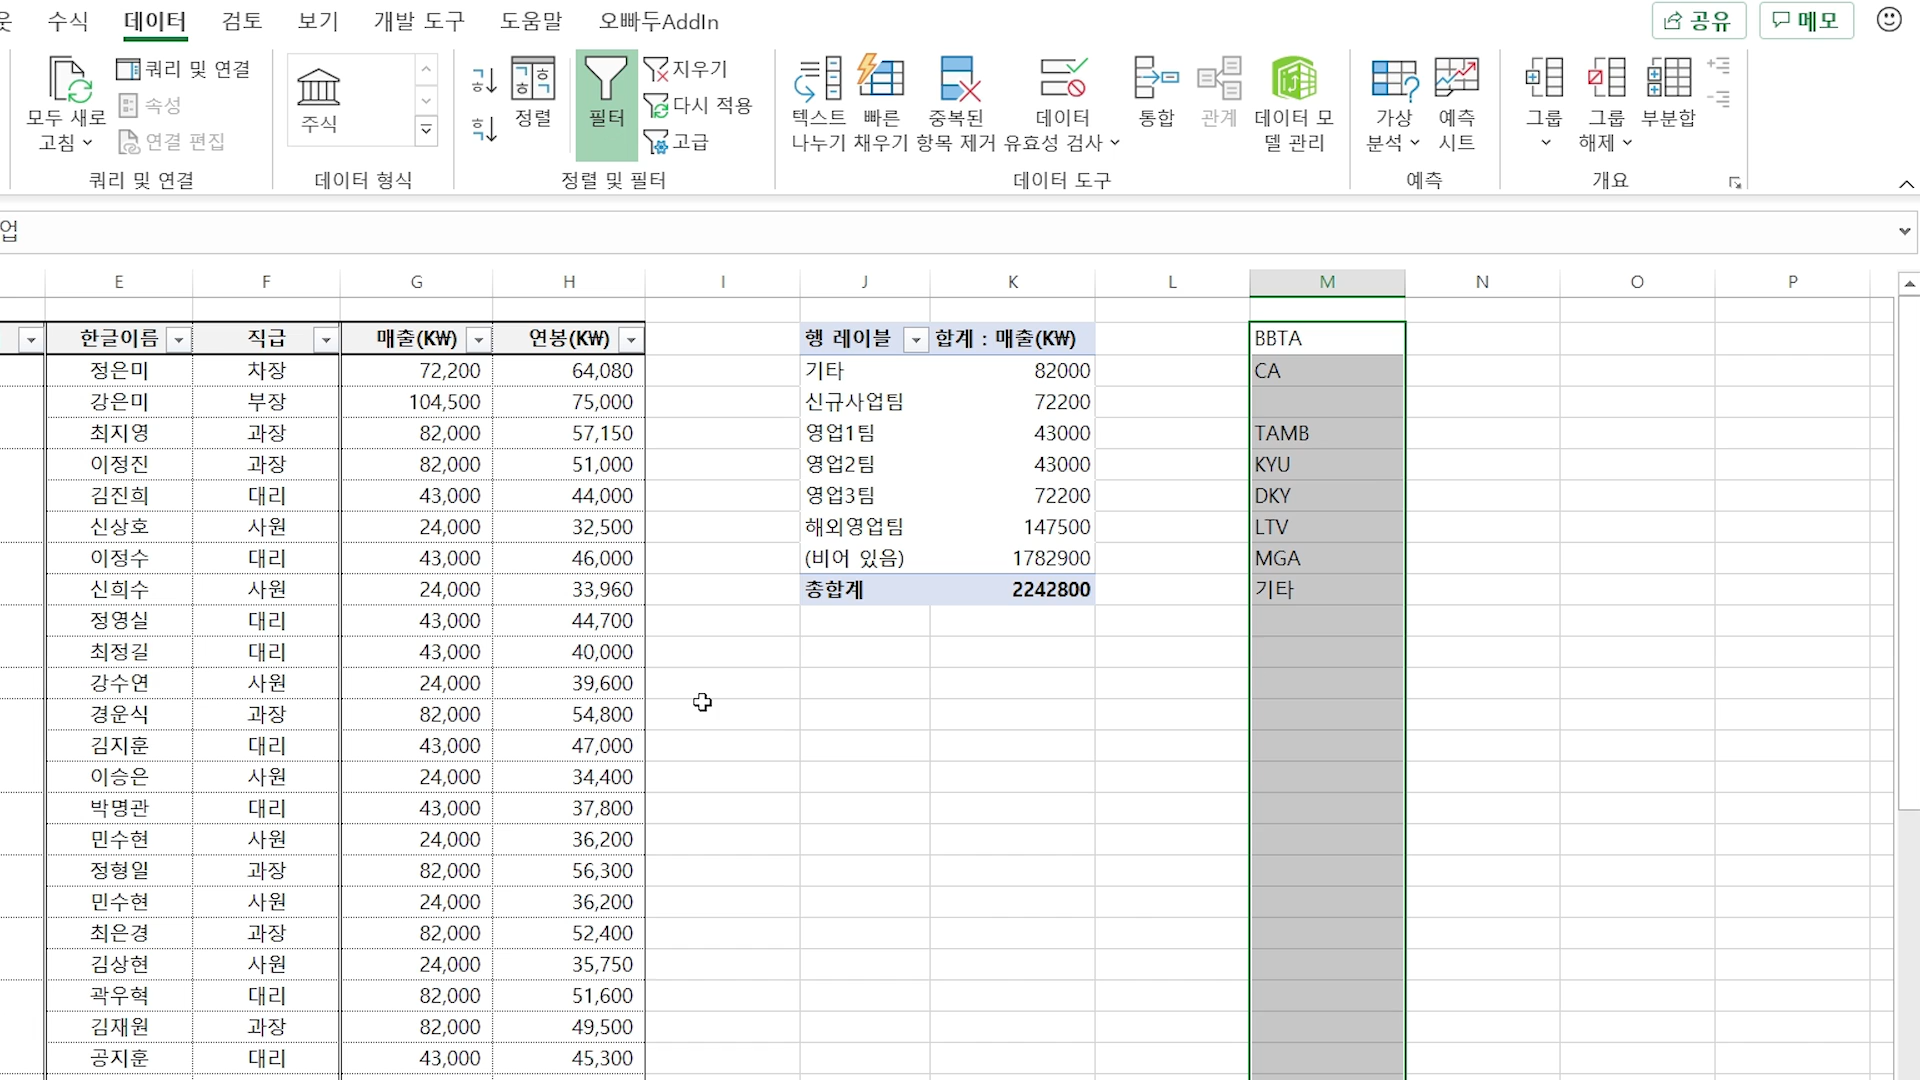 수식 데이터 검토 보기 개발 도구 도움말 오빠두AddIn 공유 메모
모두 새로
고침
쿼리 및 연결
속성
연결 편집
쿼리 및 연결
주식
데이터 형식
정렬
필터
지우기
다시 적용
고급
정렬 및 필터
텍스트
나누기
빠른
채우기
중복된
항목 제거
데이터
유효성 검사
통합
관계
데이터 모
델 관리
데이터 도구
가상
분석
예측
시트
예측
그룹
그룹
해제
부분합
개요
업
E F G H I J K L M N O P
한글이름 직급 매출(K₩) 연봉(K₩) 행 레이블 합계 : 매출(K₩) BBTA
정은미 차장 72,200 64,080 기타 82000 CA
강은미 부장 104,500 75,000 신규사업팀 72200
최지영 과장 82,000 57,150 영업1팀 43000 TAMB
이정진 과장 82,000 51,000 영업2팀 43000 KYU
김진희 대리 43,000 44,000 영업3팀 72200 DKY
신상호 사원 24,000 32,500 해외영업팀 147500 LTV
이정수 대리 43,000 46,000 (비어 있음) 1782900 MGA
신희수 사원 24,000 33,960 총합계 2242800 기타
정영실 대리 43,000 44,700
최정길 대리 43,000 40,000
강수연 사원 24,000 39,600
경운식 과장 82,000 54,800
김지훈 대리 43,000 47,000
이승은 사원 24,000 34,400
박명관 대리 43,000 37,800
민수현 사원 24,000 36,200
정형일 과장 82,000 56,300
민수현 사원 24,000 36,200
최은경 과장 82,000 52,400
김상현 사원 24,000 35,750
곽우혁 대리 82,000 51,600
김재원 과장 82,000 49,500
공지훈 대리 43,000 45,300